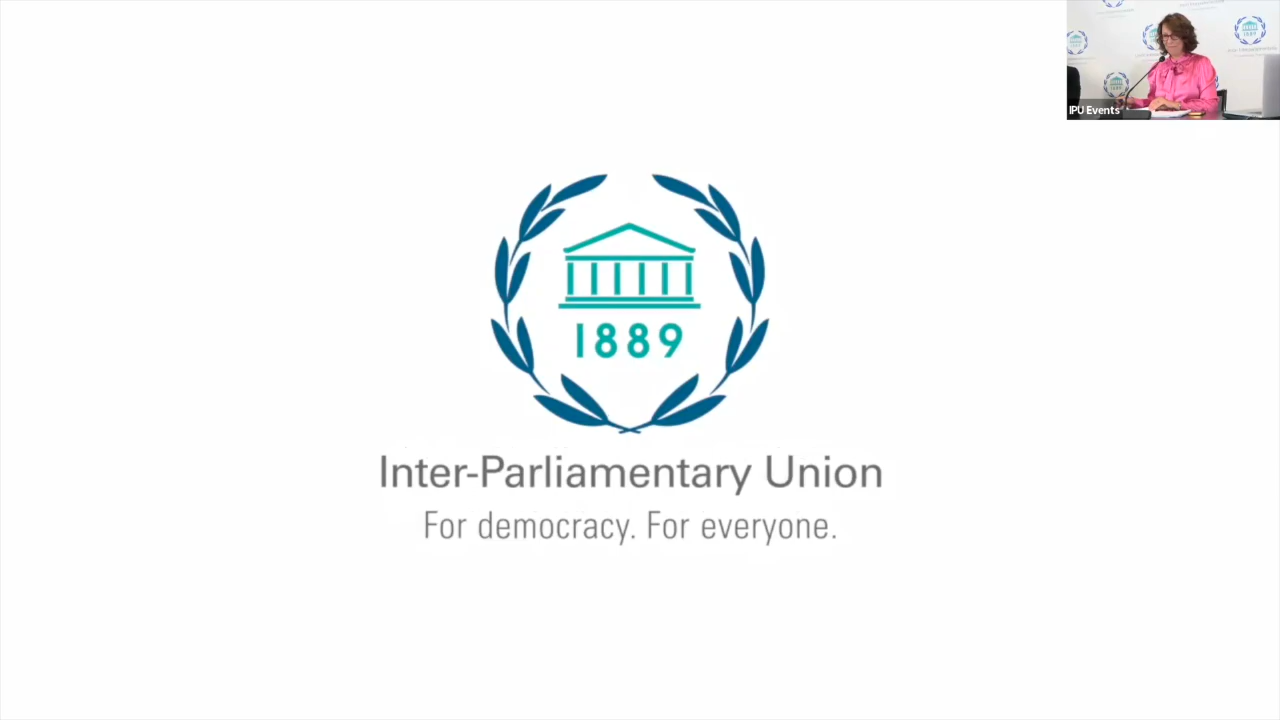 IPU Events
1889
Inter-Parliamentary Union
For democracy. For everyone.